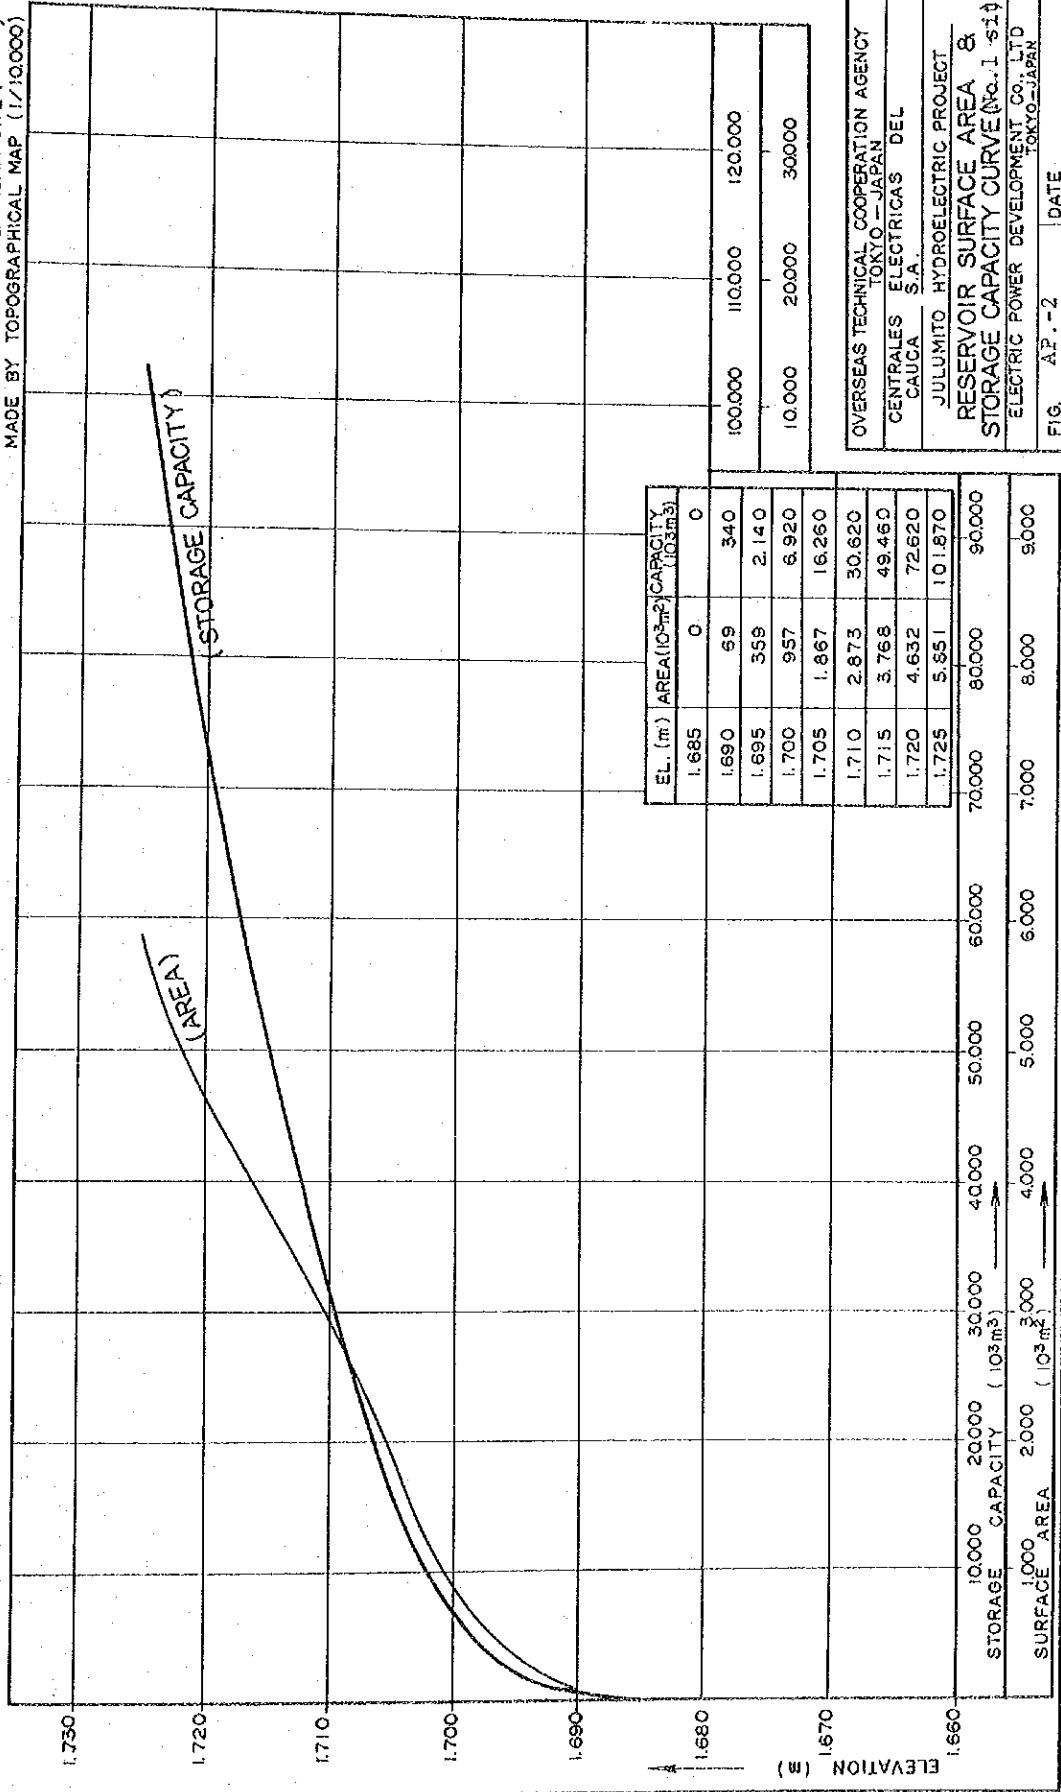 MADE BY TOPOGRAPHICAL MAP (1/10.000)
(STORAGE CAPACITY)
(AREA)
1.730
1.720
1.710
1.700
1.690
1.680
1.670
1.660
ELEVATION (m)
EL. (m) AREA(10³m²) CAPACITY (10³m³)
1.685 0 0
1.690 69 340
1.695 359 2.140
1.700 957 6.920
1.705 1.867 16.260
1.710 2.873 30.620
1.715 3.768 49.460
1.720 4.632 72.620
1.725 5.851 101.870
10.000 20.000 30.000 40.000 50.000 60.000 70.000 80.000 90.000
STORAGE CAPACITY (10³m³)
1.000 2.000 3.000 4.000 5.000 6.000 7.000 8.000 9.000
SURFACE AREA (10³m²)
100.000 110.000 120.000
10.000 20.000 30.000
OVERSEAS TECHNICAL COOPERATION AGENCY
TOKYO-JAPAN
CENTRALES ELECTRICAS DEL
CAUCA S.A.
JULUMITO HYDROELECTRIC PROJECT
RESERVOIR SURFACE AREA &
STORAGE CAPACITY CURVE (No.1 sit)
ELECTRIC POWER DEVELOPMENT CO., LTD
TOKYO-JAPAN
FIG. AP.-2 DATE